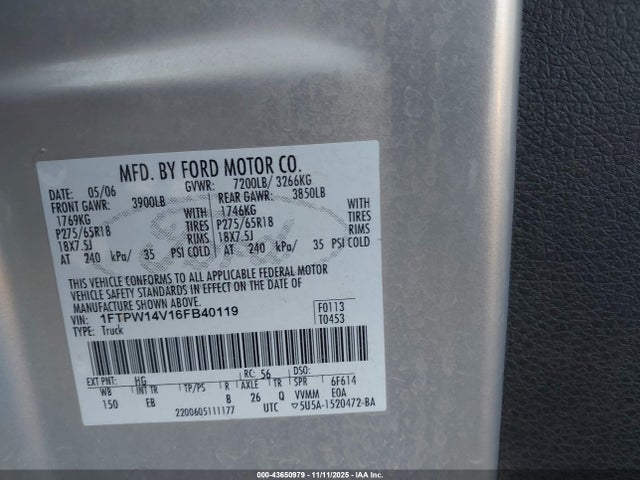 MFD. BY FORD MOTOR CO.
DATE: 05/06 GVWR: 7200LB/ 3266KG
FRONT GAWR: 3900LB REAR GAWR: 3850LB
1769KG WITH 1746KG WITH
P275/65R18 TIRES P275/65R18 TIRES
18X7.5J RIMS 18X7.5J RIMS
AT 240 kPa/ 35 PSI COLD AT 240 kPa/ 35 PSI COLD
Ford
THIS VEHICLE CONFORMS TO ALL APPLICABLE FEDERAL MOTOR
VEHICLE SAFETY STANDARDS IN EFFECT ON THE DATE OF
MANUFACTURE SHOWN ABOVE.
VIN: 1FTPW14V16FB40119 F0113
TYPE: Truck T0453
EXT PNT: HG RC: 56 DSO:
WB INT TR TP/PS R AXLE TR SPR 6F614
150 EB B 26 Q VVMM EOA
2200605111177 UTC 5U5A-1520472-BA
000-43650979 - 11/11/2025 - IAA Inc.